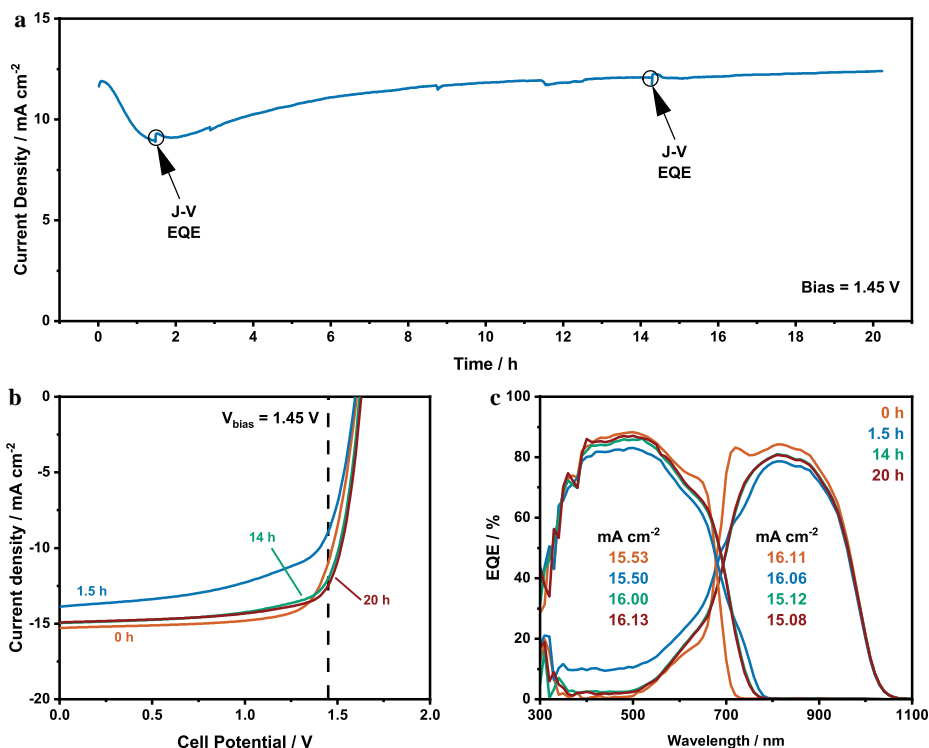 a
15
10
5
0
Current Density / mA cm-2
J-V
EQE
J-V
EQE
Bias = 1.45 V
0 2 4 6 8 10 12 14 16 18 20
Time / h
b
0
-5
-10
-15
-20
Current density / mA cm-2
Vbias = 1.45 V
14 h
1.5 h
20 h
0 h
0.0 0.5 1.0 1.5 2.0
Cell Potential / V
c
100
80
60
40
20
0
EQE / %
0 h
1.5 h
14 h
20 h
mA cm-2 mA cm-2
15.53 16.11
15.50 16.06
16.00 15.12
16.13 15.08
300 500 700 900 1100
Wavelength / nm